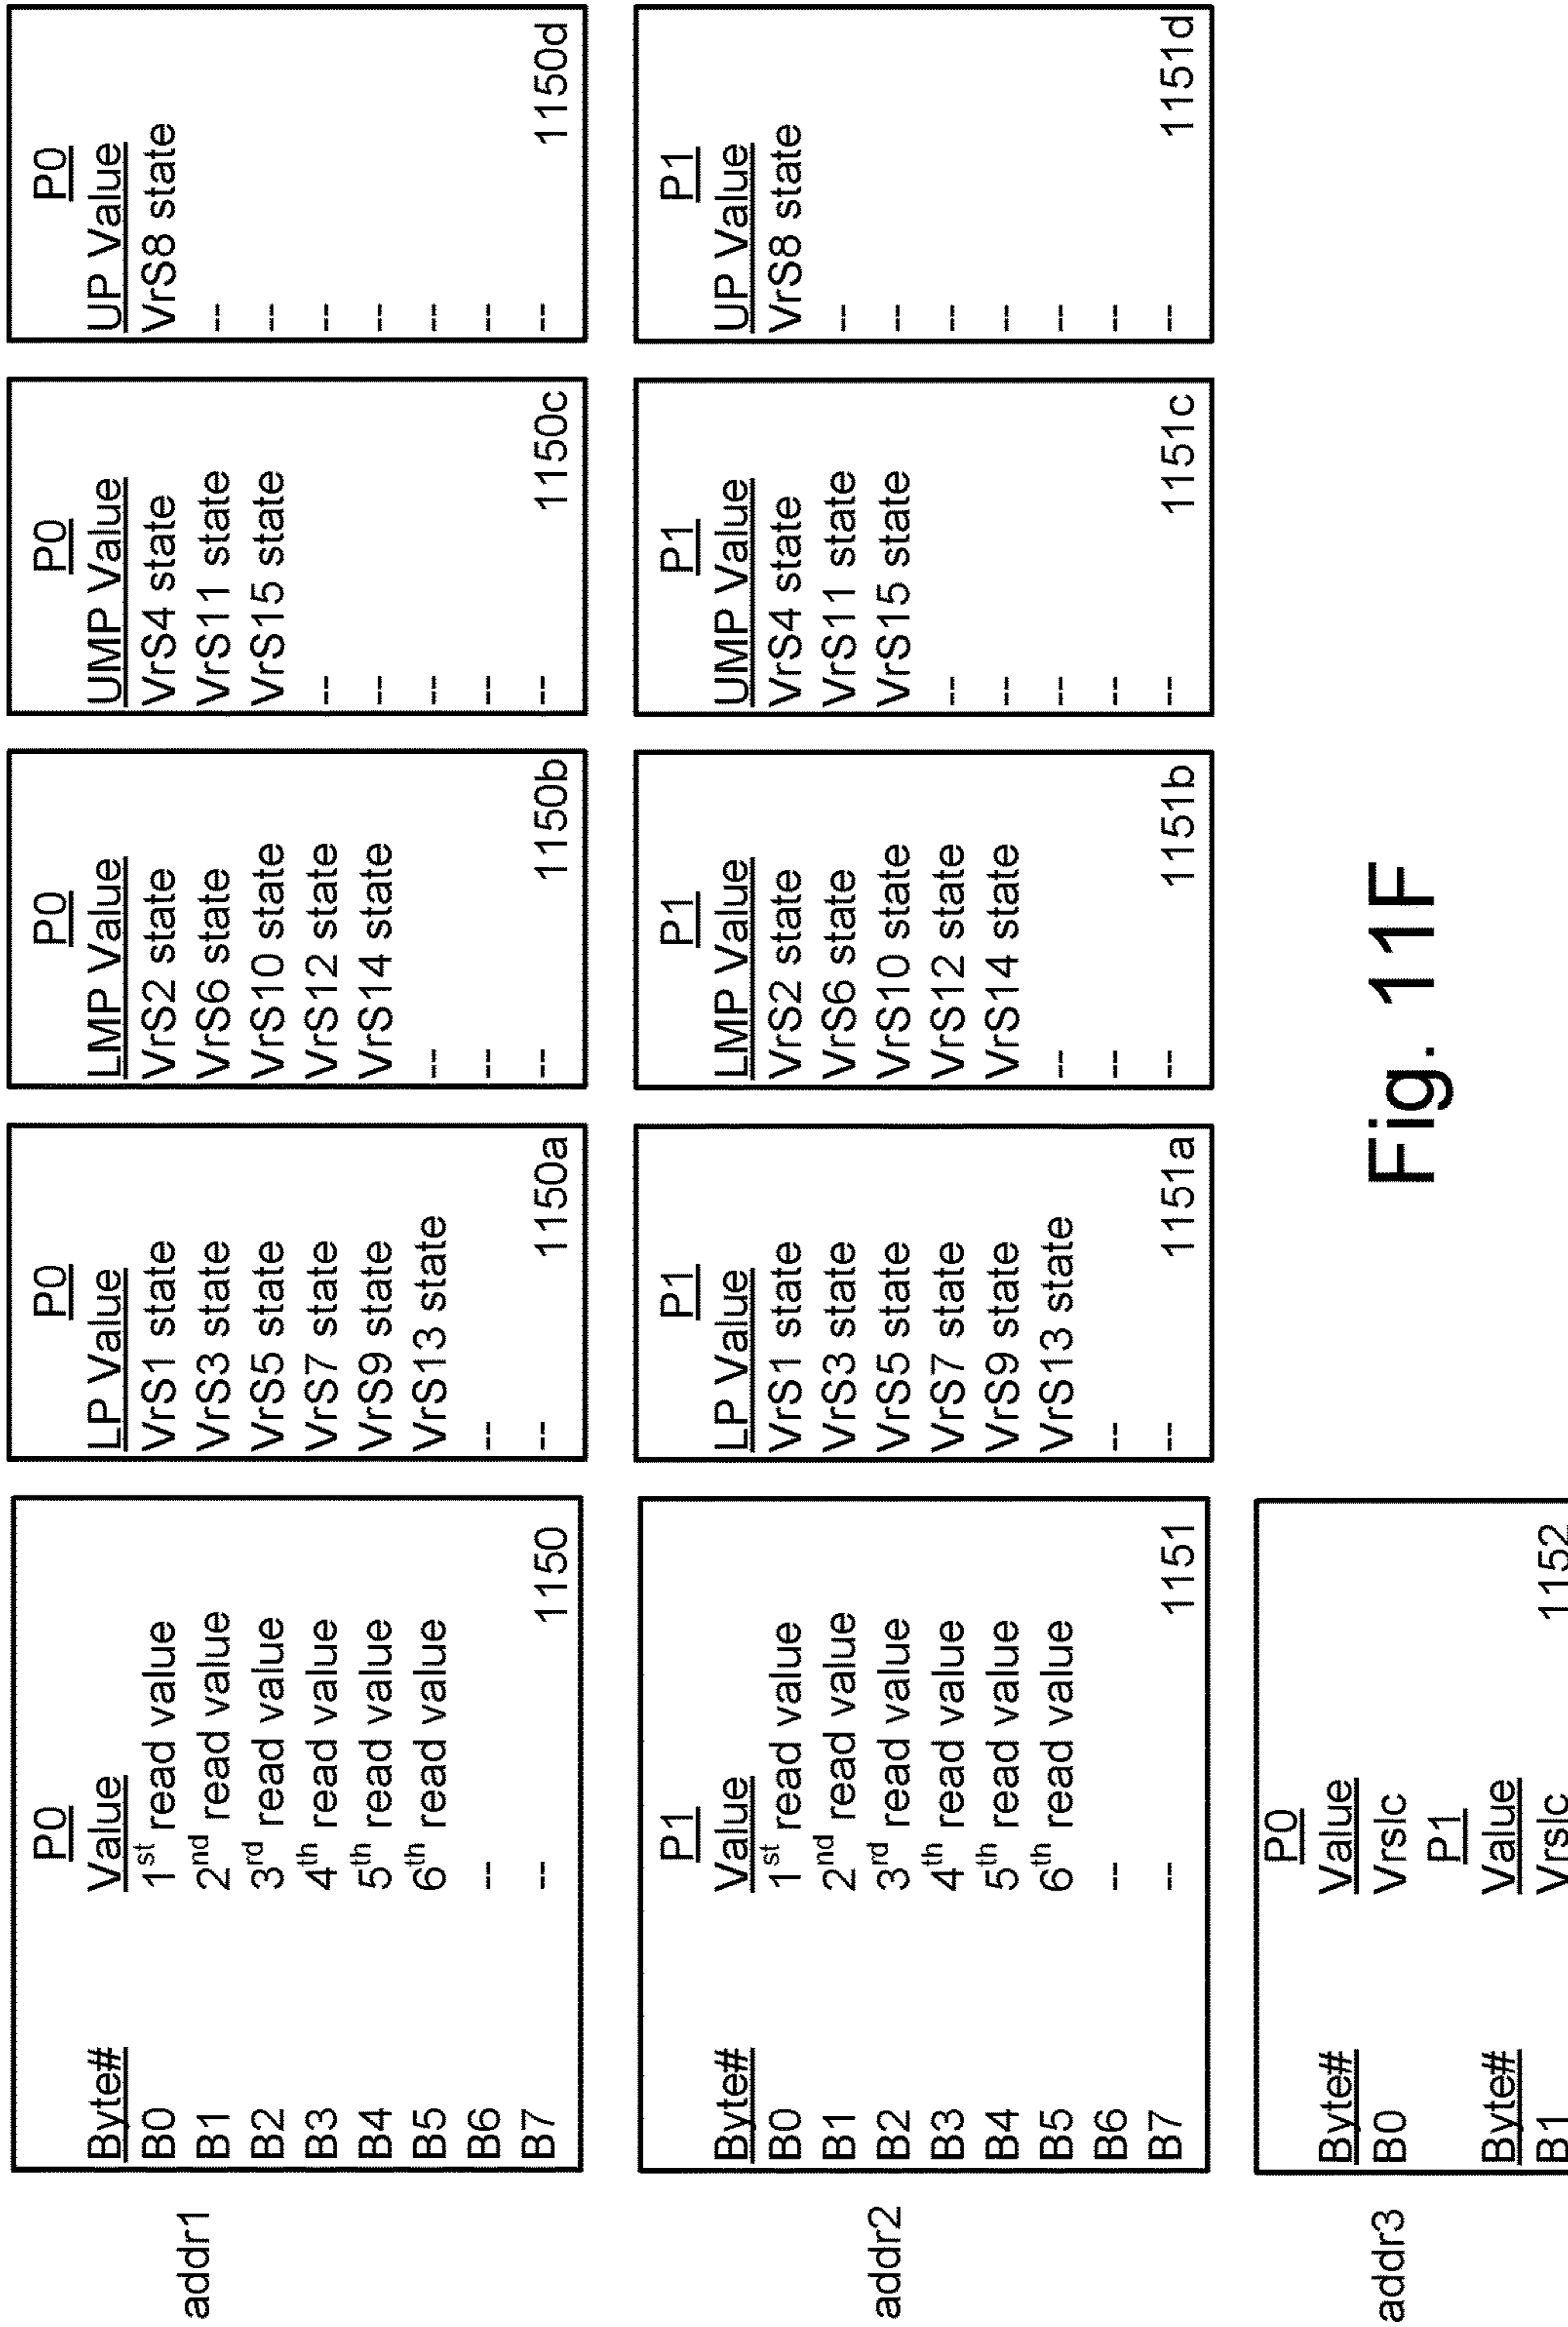 addr1
P0
Byte# Value
B0 1st read value
B1 2nd read value
B2 3rd read value
B3 4th read value
B4 5th read value
B5 6th read value
B6 --
B7 --
1150
P0
LP Value
VrS1 state
VrS3 state
VrS5 state
VrS7 state
VrS9 state
VrS13 state
--
--
1150a
P0
LMP Value
VrS2 state
VrS6 state
VrS10 state
VrS12 state
VrS14 state
--
--
--
1150b
P0
UMP Value
VrS4 state
VrS11 state
VrS15 state
--
--
--
--
--
1150c
P0
UP Value
VrS8 state
--
--
--
--
--
--
--
1150d
addr2
P1
Byte# Value
B0 1st read value
B1 2nd read value
B2 3rd read value
B3 4th read value
B4 5th read value
B5 6th read value
B6 --
B7 --
1151
P1
LP Value
VrS1 state
VrS3 state
VrS5 state
VrS7 state
VrS9 state
VrS13 state
--
--
1151a
P1
LMP Value
VrS2 state
VrS6 state
VrS10 state
VrS12 state
VrS14 state
--
--
--
1151b
P1
UMP Value
VrS4 state
VrS11 state
VrS15 state
--
--
--
--
--
1151c
P1
UP Value
VrS8 state
--
--
--
--
--
--
--
1151d
addr3
P0
Byte# Value
B0 Vrslc
P1
Byte# Value
B1 Vrslc
1152
Fig. 11F